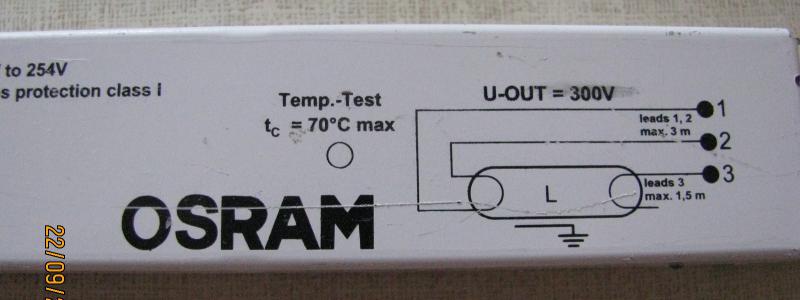 to 254V
s protection class I
Temp.-Test
tC = 70°C max
OSRAM
U-OUT = 300V
1
leads 1, 2
max. 3 m
2
3
leads 3
max. 1,5 m
L
22/09/